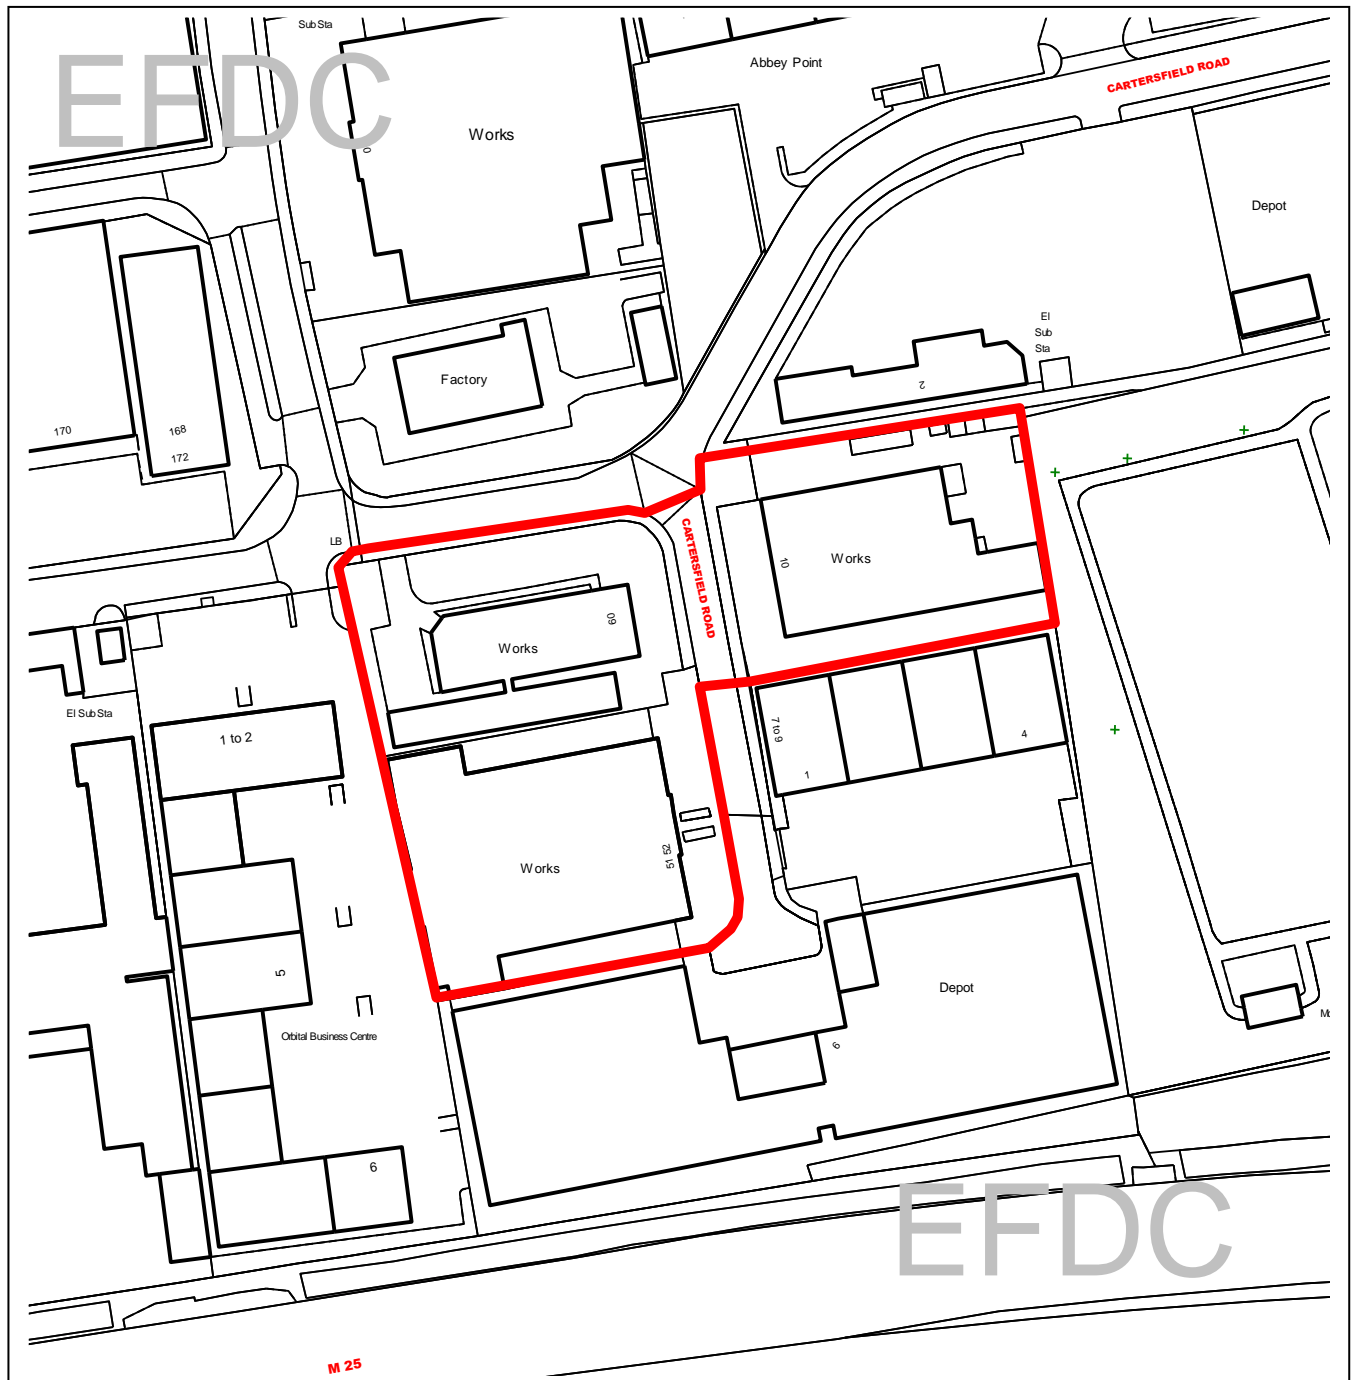 Sub Sta
EFDC
Abbey Point
CARTERSFIELD ROAD
Works
Depot
El
Sub
Sta
Factory
2
170
168
172
LB
CARTERSFIELD ROAD
10
Works
60
Works
El Sub Sta
1 to 2
7 to 9
1
4
51 52
Works
5
Depot
Orbital Business Centre
6
6
EFDC
M 25